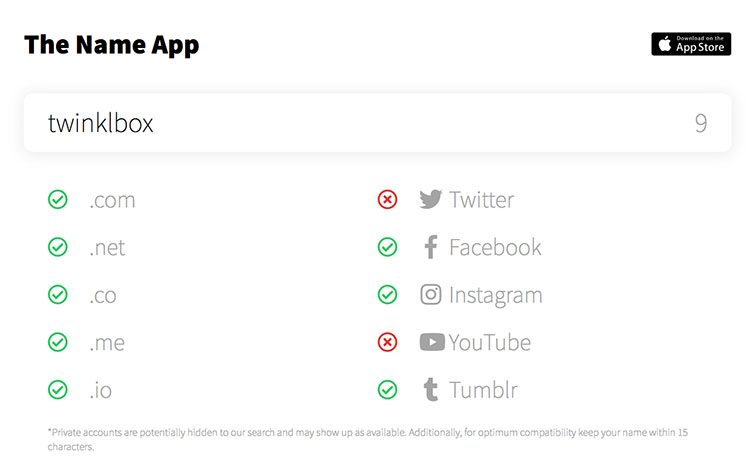 The Name App
Download on the
App Store
twinklbox 9
.com Twitter
.net Facebook
.co Instagram
.me YouTube
.io Tumblr
*Private accounts are potentially hidden to our search and may show up as available. Additionally, for optimum compatibility keep your name within 15
characters.